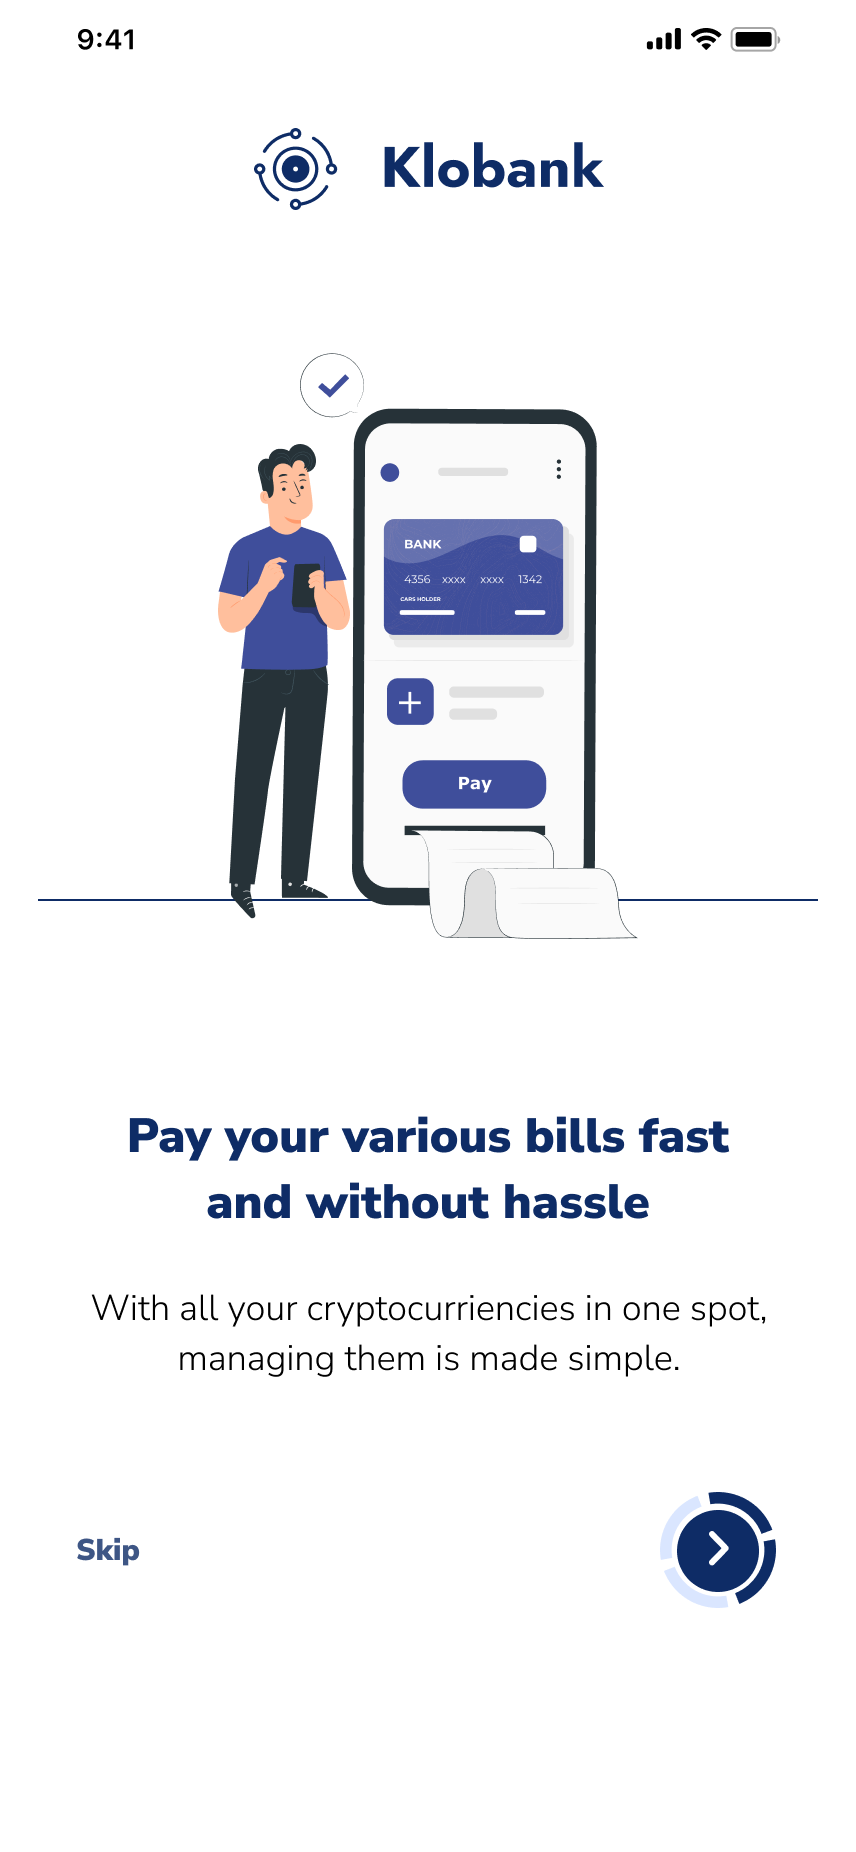 9:41
Klobank
BANK
4356 xxxx xxxx 1342
CARS HOLDER
Pay
Pay your various bills fast
and without hassle
With all your cryptocurriencies in one spot,
managing them is made simple.
Skip